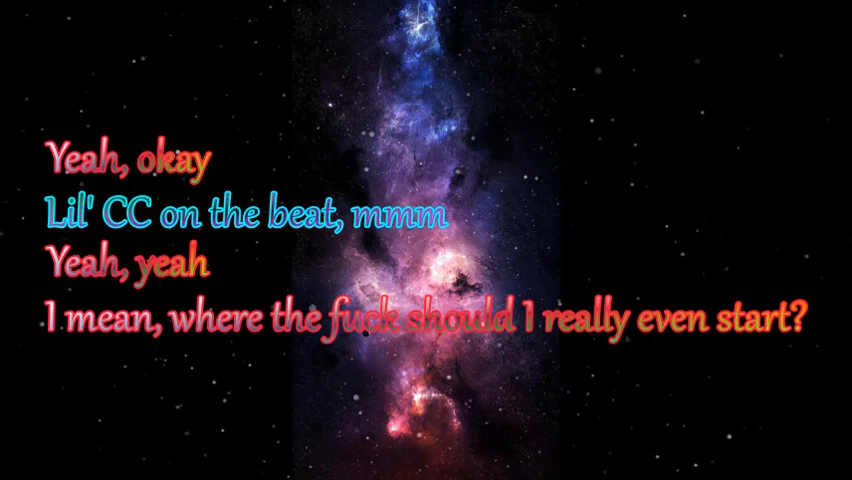 Yeah, okay
Lil' CC on the beat, mmm
Yeah, yeah
I mean, where the fuck should I really even start?